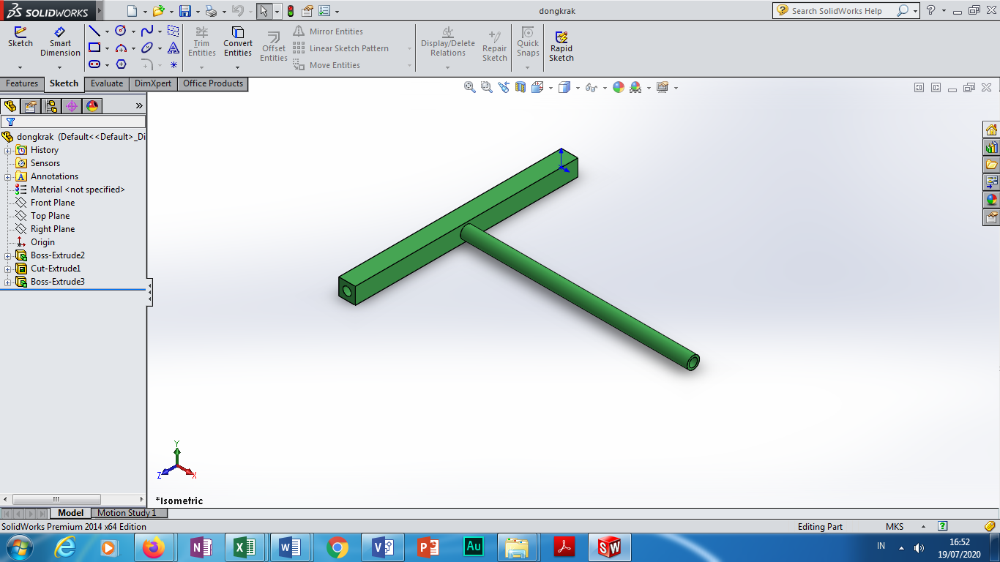 SOLIDWORKS
dongkrak
Search SolidWorks Help
Sketch
Smart Dimension
Trim Entities
Convert Entities
Offset Entities
Mirror Entities
Linear Sketch Pattern
Move Entities
Display/Delete Relations
Repair Sketch
Quick Snaps
Rapid Sketch
Features
Sketch
Evaluate
DimXpert
Office Products
dongkrak (Default<<Default>_Di
History
Sensors
Annotations
Material <not specified>
Front Plane
Top Plane
Right Plane
Origin
Boss-Extrude2
Cut-Extrude1
Boss-Extrude3
Y
Z
X
*Isometric
Model
Motion Study 1
SolidWorks Premium 2014 x64 Edition
Editing Part
MKS
IN
16:52
19/07/2020